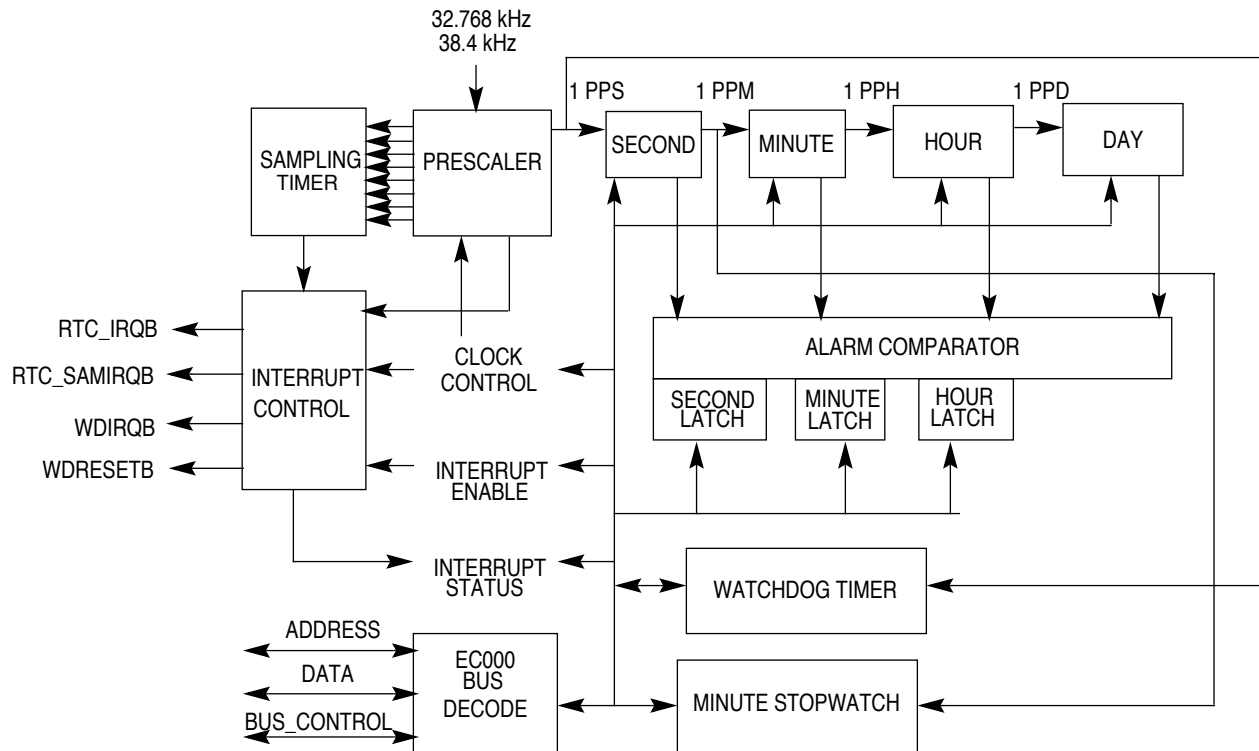 32.768 kHz
38.4 kHz
1 PPS
1 PPM
1 PPH
1 PPD
SAMPLING
TIMER
PRESCALER
SECOND
MINUTE
HOUR
DAY
RTC_IRQB
RTC_SAMIRQB
WDIRQB
WDRESETB
INTERRUPT
CONTROL
CLOCK
CONTROL
ALARM COMPARATOR
SECOND
LATCH
MINUTE
LATCH
HOUR
LATCH
INTERRUPT
ENABLE
INTERRUPT
STATUS
WATCHDOG TIMER
ADDRESS
DATA
BUS_CONTROL
EC000
BUS
DECODE
MINUTE STOPWATCH